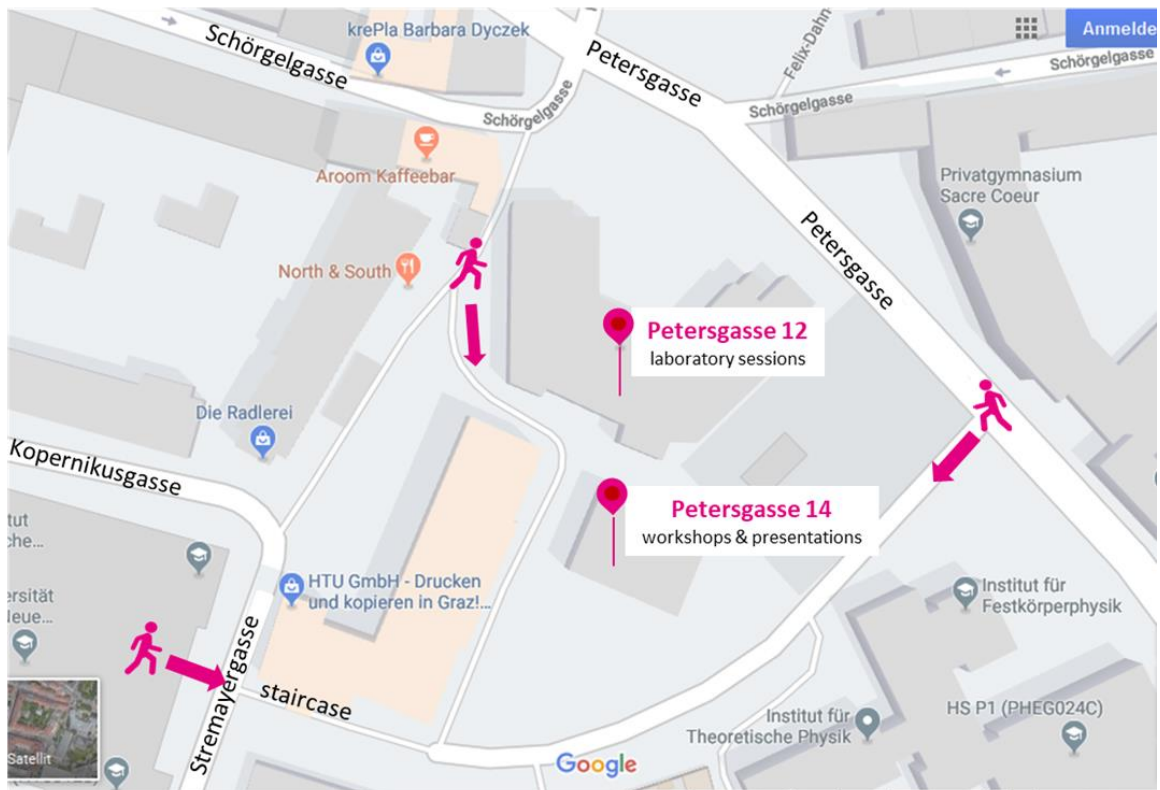 krePla Barbara Dyczek
Schörgelgasse
Petersgasse
Felix-Dahn-
Anmelde
Schörgelgasse
Schörgelgasse
Schörgelgasse
Aroom Kaffeebar
Privatgymnasium
Sacre Coeur
Petersgasse
North & South
Petersgasse 12
laboratory sessions
Die Radlerei
Kopernikusgasse
Petersgasse 14
workshops & presentations
itut
che...
HTU GmbH - Drucken
und kopieren in Graz!...
Institut für
Festkörperphysik
ersität
Neue...
Stremayergasse
staircase
Institut für
Theoretische Physik
HS P1 (PHEG024C)
Satellit
Google